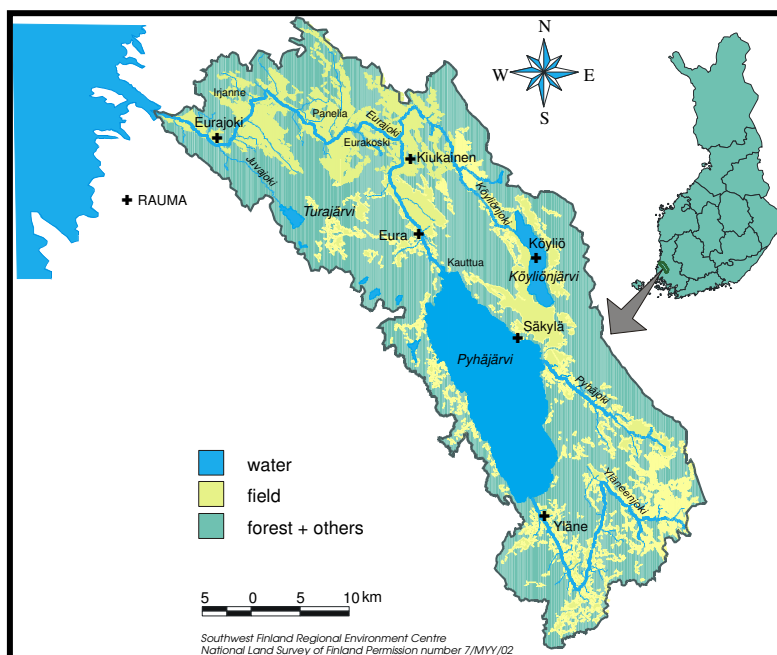 N
W
E
S
Irjanne
Panelia
Eurajoki
Eurajoki
Eurakoski
Kiukainen
Juvajoki
RAUMA
Turajärvi
Köyliönjoki
Eura
Köyliö
Kauttua
Köyliönjärvi
Säkylä
Pyhäjärvi
Pyhäjoki
Yläneenjoki
Yläne
water
field
forest + others
5 0 5 10 km
Southwest Finland Regional Environment Centre
National Land Survey of Finland Permission number 7/MYY/02